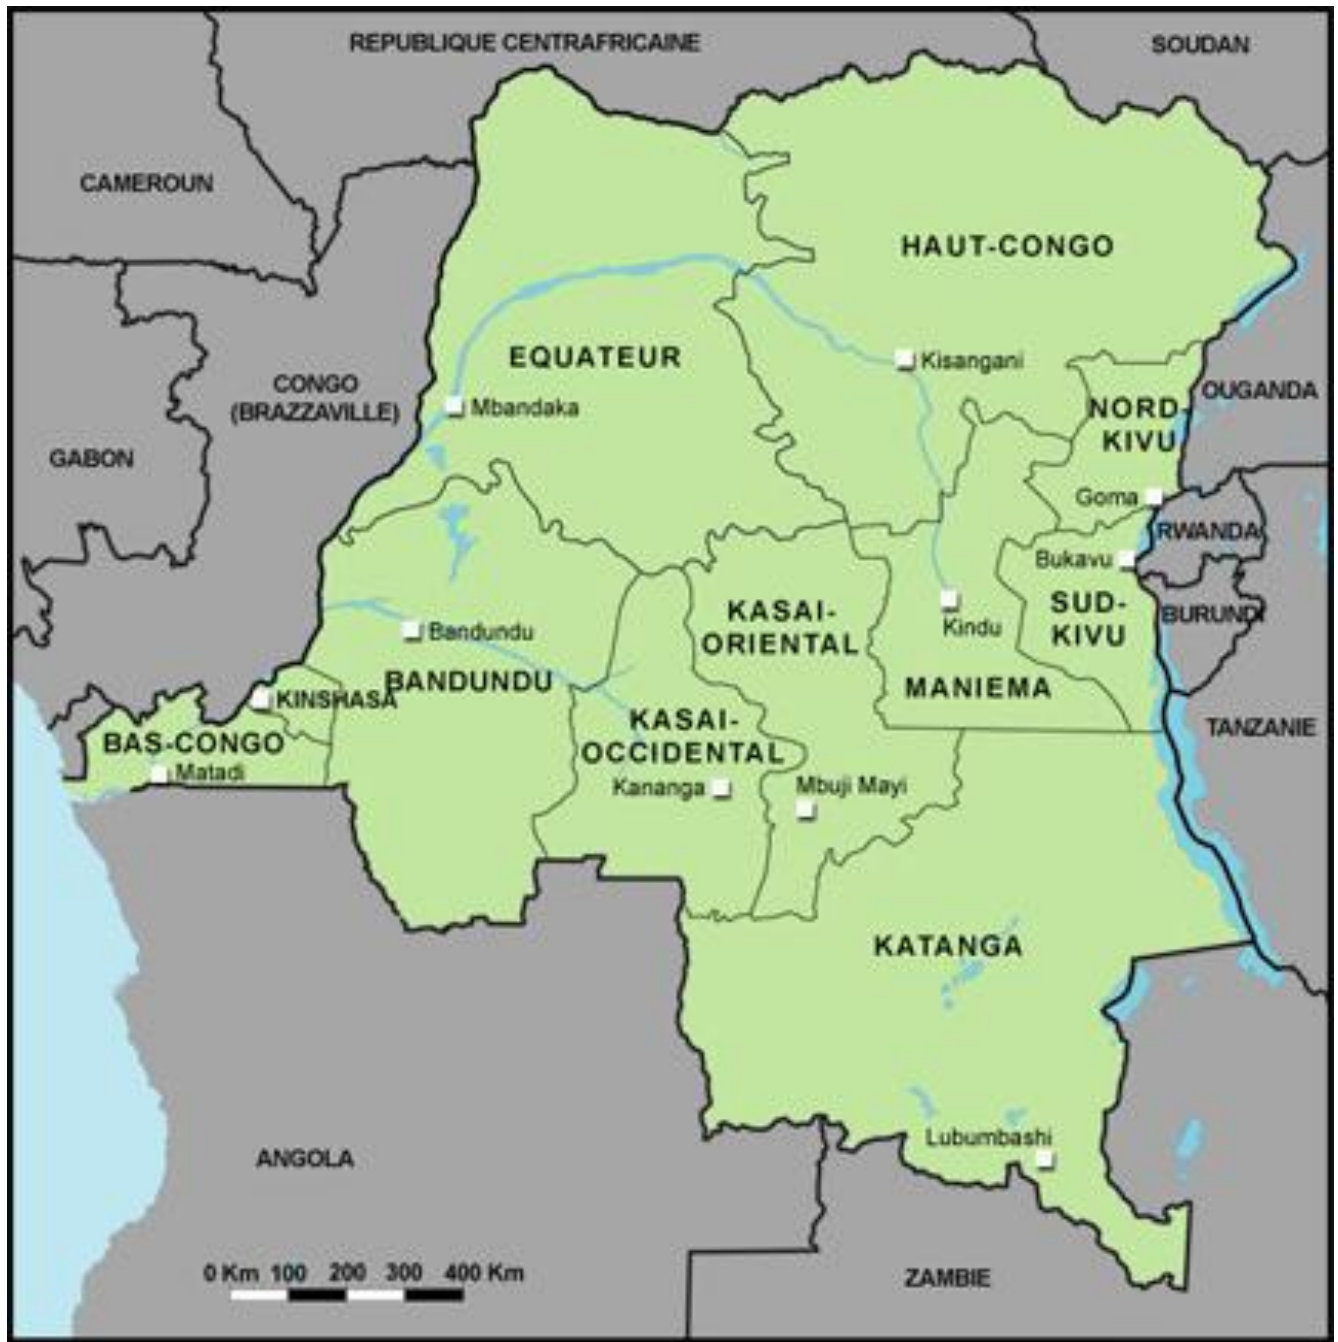 REPUBLIQUE CENTRAFRICAINE
SOUDAN
CAMEROUN
HAUT-CONGO
EQUATEUR
Kisangani
CONGO
(BRAZZAVILLE)
OUGANDA
Mbandaka
NORD-
KIVU
GABON
Goma
RWANDA
Bukavu
KASAI-
ORIENTAL
SUD-
KIVU
BURUNDI
Kindu
Bandundu
BANDUNDU
MANIEMA
KINSHASA
KASAI-
OCCIDENTAL
TANZANIE
BAS-CONGO
Matadi
Kananga
Mbuji Mayi
KATANGA
Lubumbashi
ANGOLA
0 Km 100 200 300 400 Km
ZAMBIE